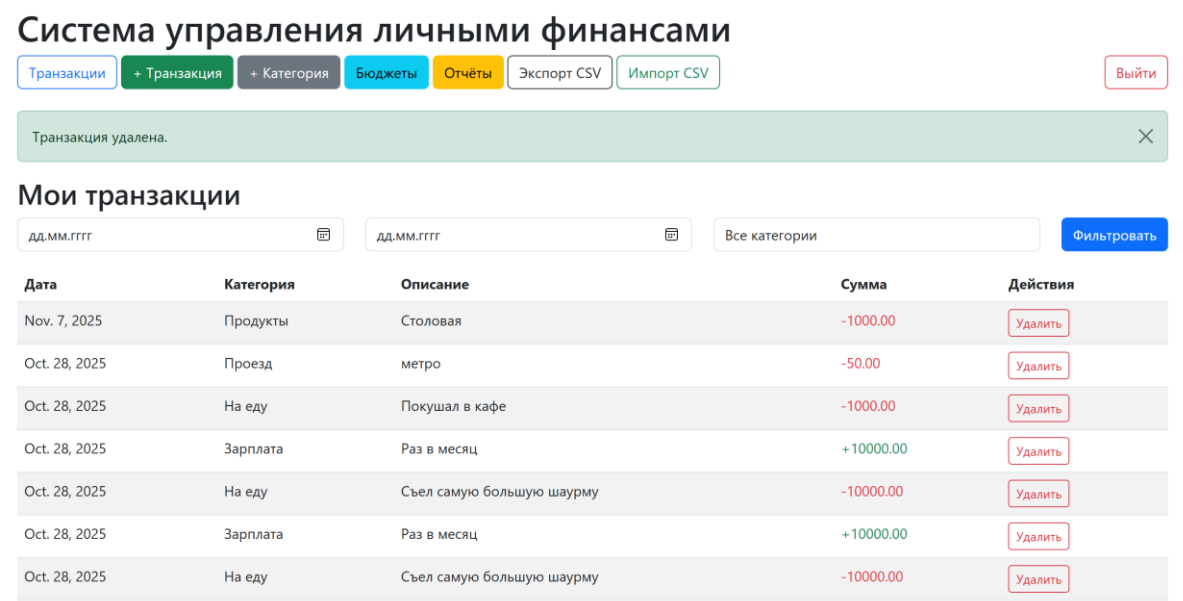 Система управления личными финансами
Транзакции + Транзакция + Категория Бюджеты Отчёты Экспорт CSV Импорт CSV Выйти
Транзакция удалена.
Мои транзакции
дд.мм.гггг дд.мм.гггг Все категории Фильтровать
Дата Категория Описание Сумма Действия
Nov. 7, 2025 Продукты Столовая -1000.00 Удалить
Oct. 28, 2025 Проезд метро -50.00 Удалить
Oct. 28, 2025 На еду Покушал в кафе -1000.00 Удалить
Oct. 28, 2025 Зарплата Раз в месяц +10000.00 Удалить
Oct. 28, 2025 На еду Съел самую большую шаурму -10000.00 Удалить
Oct. 28, 2025 Зарплата Раз в месяц +10000.00 Удалить
Oct. 28, 2025 На еду Съел самую большую шаурму -10000.00 Удалить